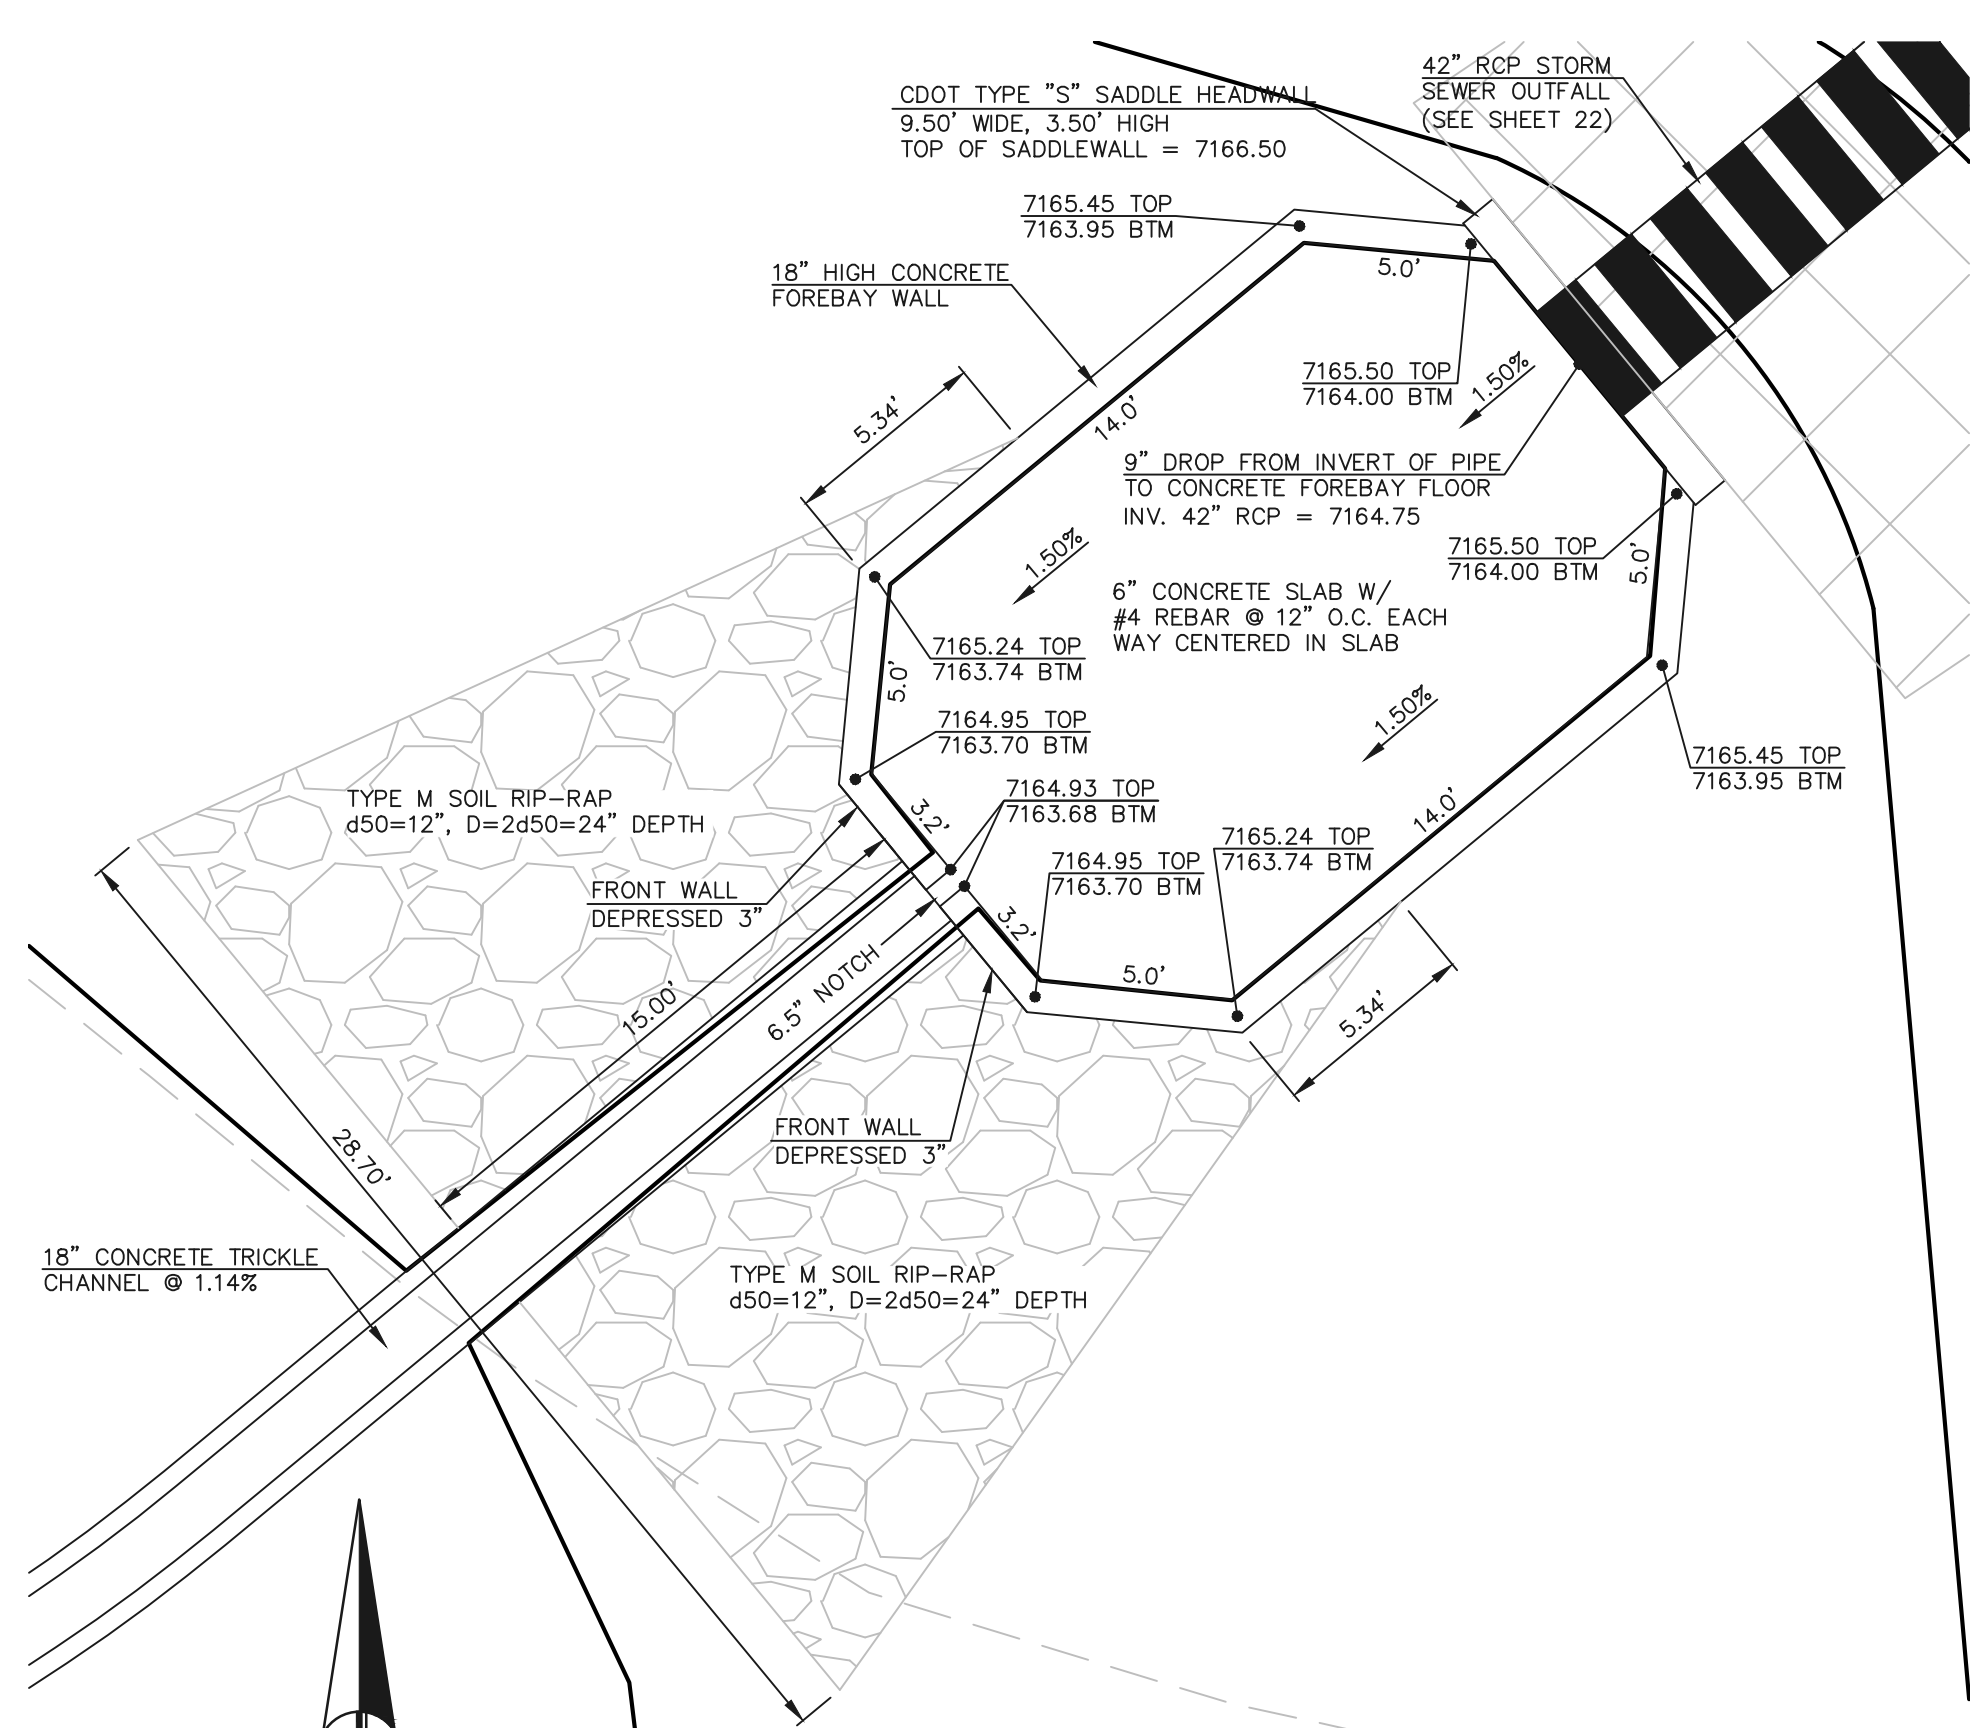 42" RCP STORM
SEWER OUTFALL
(SEE SHEET 22)
CDOT TYPE "S" SADDLE HEADWALL
9.50' WIDE, 3.50' HIGH
TOP OF SADDLEWALL = 7166.50
7165.45 TOP
7163.95 BTM
18" HIGH CONCRETE
FOREBAY WALL
5.0'
7165.50 TOP
7164.00 BTM
1.50%
5.34'
14.0'
9" DROP FROM INVERT OF PIPE
TO CONCRETE FOREBAY FLOOR
INV. 42" RCP = 7164.75
7165.50 TOP
7164.00 BTM
5.0'
1.50%
6" CONCRETE SLAB W/
#4 REBAR @ 12" O.C. EACH
WAY CENTERED IN SLAB
7165.24 TOP
7163.74 BTM
5.0'
7164.95 TOP
7163.70 BTM
1.50%
7165.45 TOP
7163.95 BTM
7164.93 TOP
7163.68 BTM
TYPE M SOIL RIP-RAP
d50=12", D=2d50=24" DEPTH
3.2'
14.0'
7165.24 TOP
7163.74 BTM
7164.95 TOP
7163.70 BTM
FRONT WALL
DEPRESSED 3"
3.2'
5.0'
6.5" NOTCH
15.00'
5.34'
FRONT WALL
DEPRESSED 3"
28.70'
18" CONCRETE TRICKLE
CHANNEL @ 1.14%
TYPE M SOIL RIP-RAP
d50=12", D=2d50=24" DEPTH